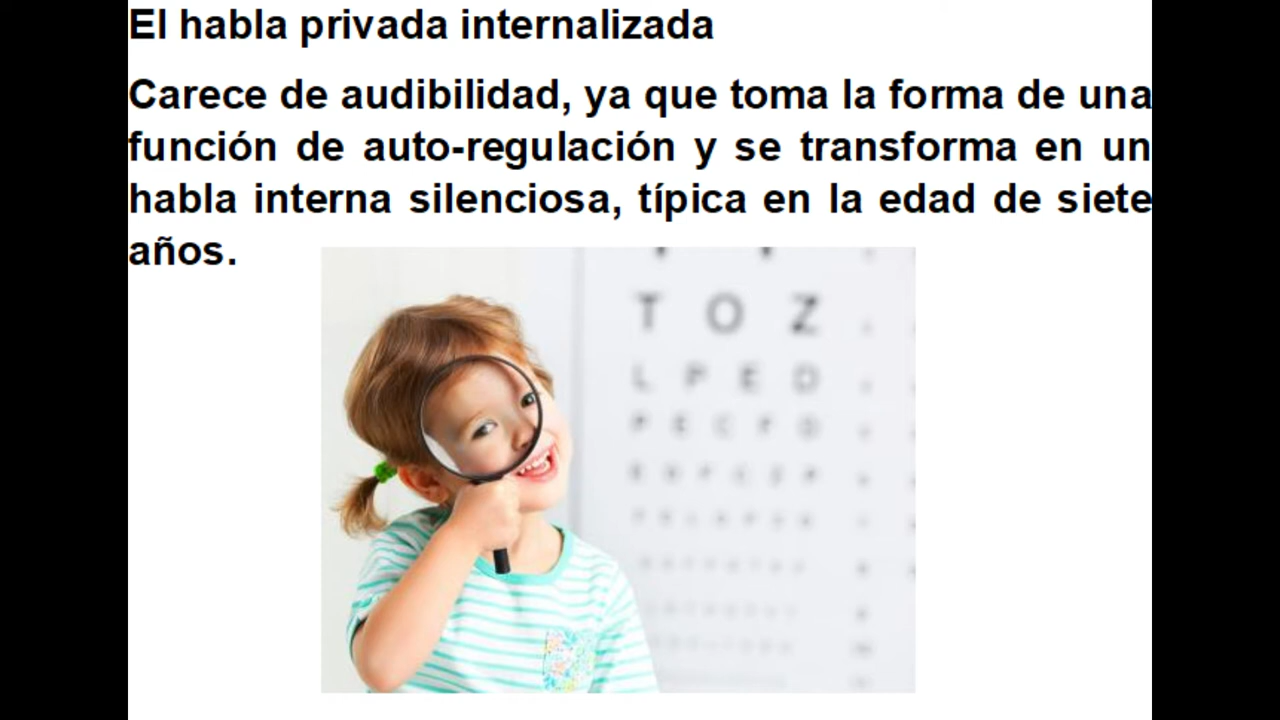 El habla privada internalizada
Carece de audibilidad, ya que toma la forma de una
función de auto-regulación y se transforma en un
habla interna silenciosa, típica en la edad de siete
años.
T O Z
L P E D
P E C F D